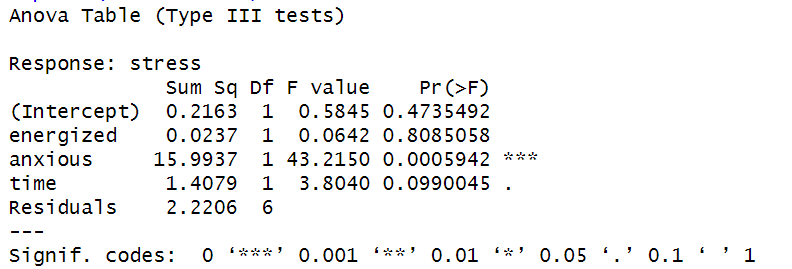 Anova Table (Type III tests)
Response: stress
Sum Sq Df F value Pr(>F)
(Intercept) 0.2163 1 0.5845 0.4735492
energized 0.0237 1 0.0642 0.8085058
anxious 15.9937 1 43.2150 0.0005942 ***
time 1.4079 1 3.8040 0.0990045 .
Residuals 2.2206 6
---
Signif. codes: 0 ‘***’ 0.001 ‘**’ 0.01 ‘*’ 0.05 ‘.’ 0.1 ‘ ’ 1